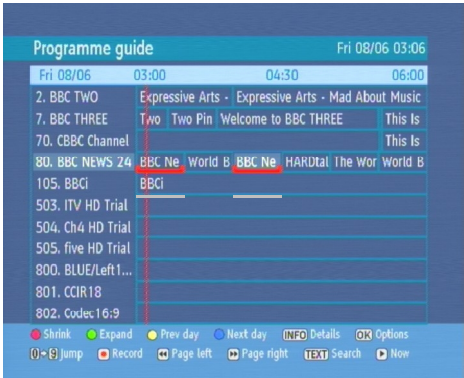 Programme guide Fri 08/06 03:06
Fri 08/06 03:00 04:30 06:00
2. BBC TWO Expressive Arts - Expressive Arts - Mad About Music
7. BBC THREE Two Two Pin Welcome to BBC THREE This Is
70. CBBC Channel This Is
80. BBC NEWS 24 BBC Ne World B BBC Ne HARDtal The Wor World B
105. BBCi BBCi
503. ITV HD Trial
504. Ch4 HD Trial
505. five HD Trial
800. BLUE/Left1...
801. CCIR18
802. Codec16:9
Shrink Expand Prev day Next day INFO Details OK Options
0-9 Jump Record Page left Page right TEXT Search Now